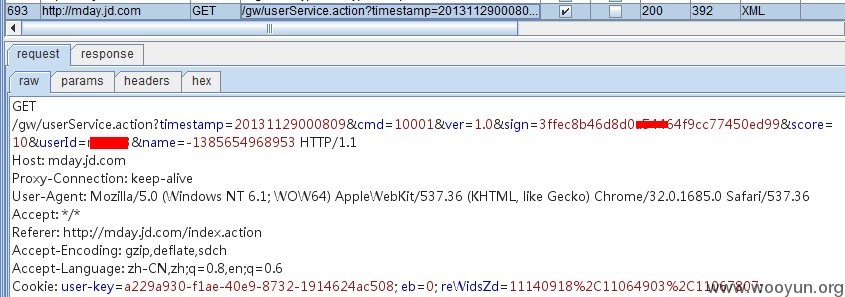 693 http://mday.jd.com GET /gw/userService.action?timestamp=2013112900080... 200 392 XML
request response
raw params headers hex
GET
/gw/userService.action?timestamp=20131129000809&cmd=10001&ver=1.0&sign=3ffec8b46d8d0 64f9cc77450ed99&score=
10&userId= &name=-1385654968953 HTTP/1.1
Host: mday.jd.com
Proxy-Connection: keep-alive
User-Agent: Mozilla/5.0 (Windows NT 6.1; WOW64) AppleWebKit/537.36 (KHTML, like Gecko) Chrome/32.0.1685.0 Safari/537.36
Accept: */*
Referer: http://mday.jd.com/index.action
Accept-Encoding: gzip,deflate,sdch
Accept-Language: zh-CN,zh;q=0.8,en;q=0.6
Cookie: user-key=a229a930-f1ae-40e9-8732-1914624ac508; eb=0; reWidsZd=11140918%2C11064903%2C11067807;
www.wooyun.org